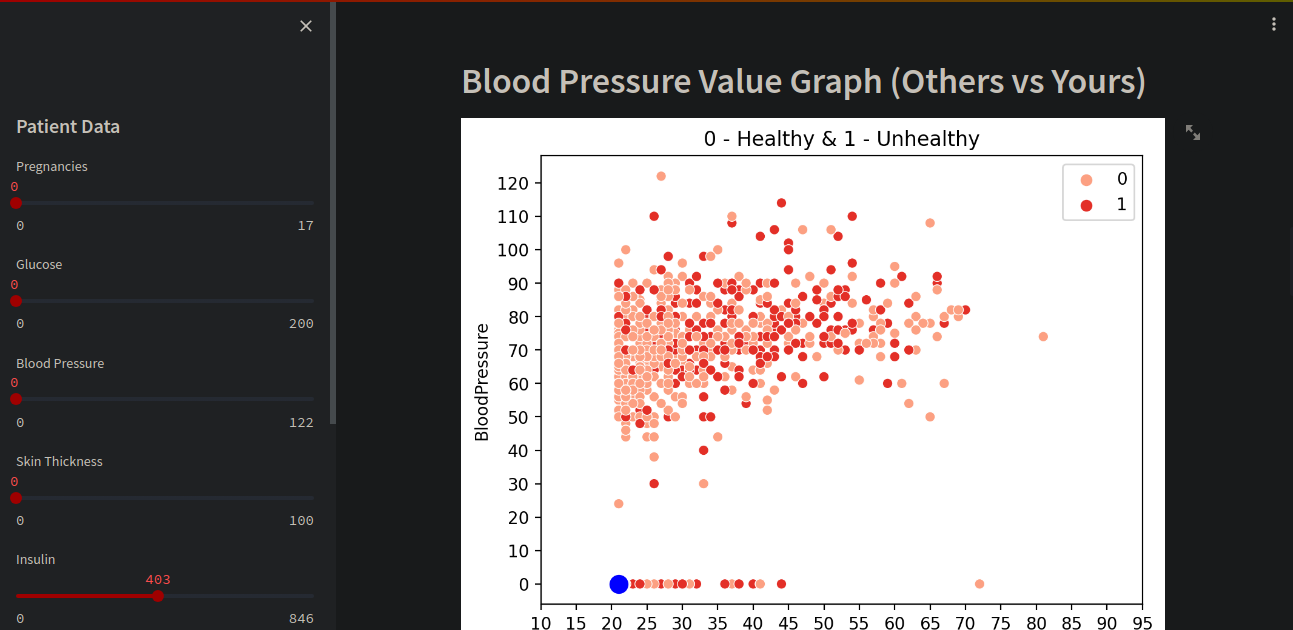 Patient Data
Pregnancies
0
0 17
Glucose
0
0 200
Blood Pressure
0
0 122
Skin Thickness
0
0 100
Insulin
403
0 846
Blood Pressure Value Graph (Others vs Yours)
0 - Healthy & 1 - Unhealthy
0
1
BloodPressure
120
110
100
90
80
70
60
50
40
30
20
10
0
10 15 20 25 30 35 40 45 50 55 60 65 70 75 80 85 90 95